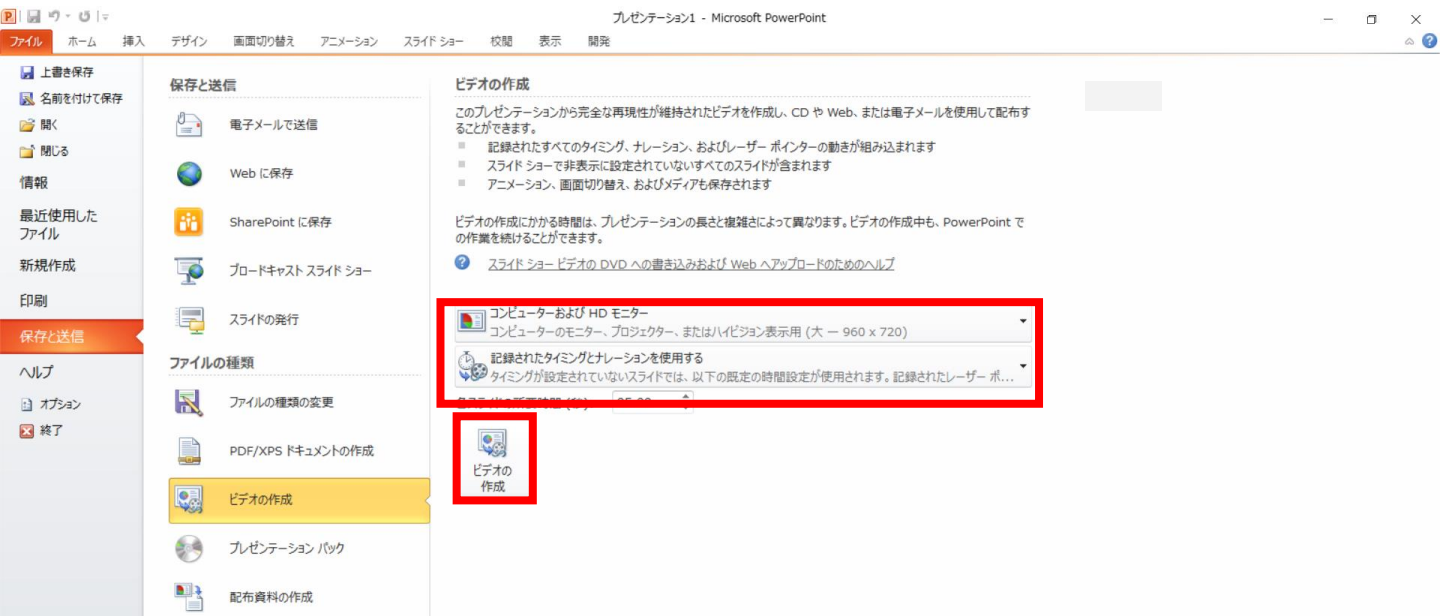 プレゼンテーション1 - Microsoft PowerPoint
ファイル ホーム 挿入 デザイン 画面切り替え アニメーション スライド ショー 校閲 表示 開発
上書き保存
名前を付けて保存
開く
閉じる
情報
最近使用した
ファイル
新規作成
印刷
保存と送信
ヘルプ
オプション
終了
保存と送信
電子メールで送信
Web に保存
SharePoint に保存
ブロードキャスト スライド ショー
スライドの発行
ファイルの種類
ファイルの種類の変更
PDF/XPS ドキュメントの作成
ビデオの作成
プレゼンテーション パック
配布資料の作成
ビデオの作成
このプレゼンテーションから完全な再現性が維持されたビデオを作成し、CD や Web、または電子メールを使用して配布す
ることができます。
記録されたすべてのタイミング、ナレーション、およびレーザー ポインターの動きが組み込まれます
スライド ショーで非表示に設定されていないすべてのスライドが含まれます
アニメーション、画面切り替え、およびメディアも保存されます
ビデオの作成にかかる時間は、プレゼンテーションの長さと複雑さによって異なります。ビデオの作成中も、PowerPoint で
の作業を続けることができます。
スライド ショー ビデオの DVD への書き込みおよび Web へアップロードのためのヘルプ
コンピューターおよび HD モニター
コンピューターのモニター、プロジェクター、またはハイビジョン表示用 (大 — 960 x 720)
記録されたタイミングとナレーションを使用する
タイミングが設定されていないスライドでは、以下の既定の時間設定が使用されます。記録されたレーザー ポ...
ビデオの
作成